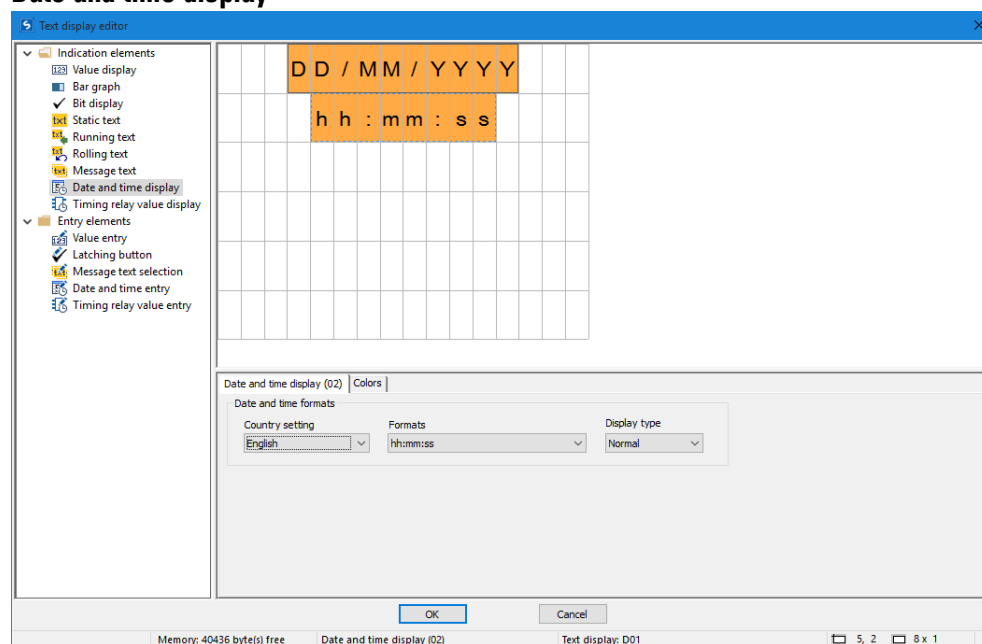 Date and time display
Text display editor
Indication elements
Value display
Bar graph
Bit display
Static text
Running text
Rolling text
Message text
Date and time display
Timing relay value display
Entry elements
Value entry
Latching button
Message text selection
Date and time entry
Timing relay value entry
DD/MM/YYYY
hh:mm:ss
Date and time display (02) Colors
Date and time formats
Country setting Formats Display type
English hh:mm:ss Normal
OK Cancel
Memory: 40436 byte(s) free Date and time display (02) Text display: D01 5, 2 8 x 1